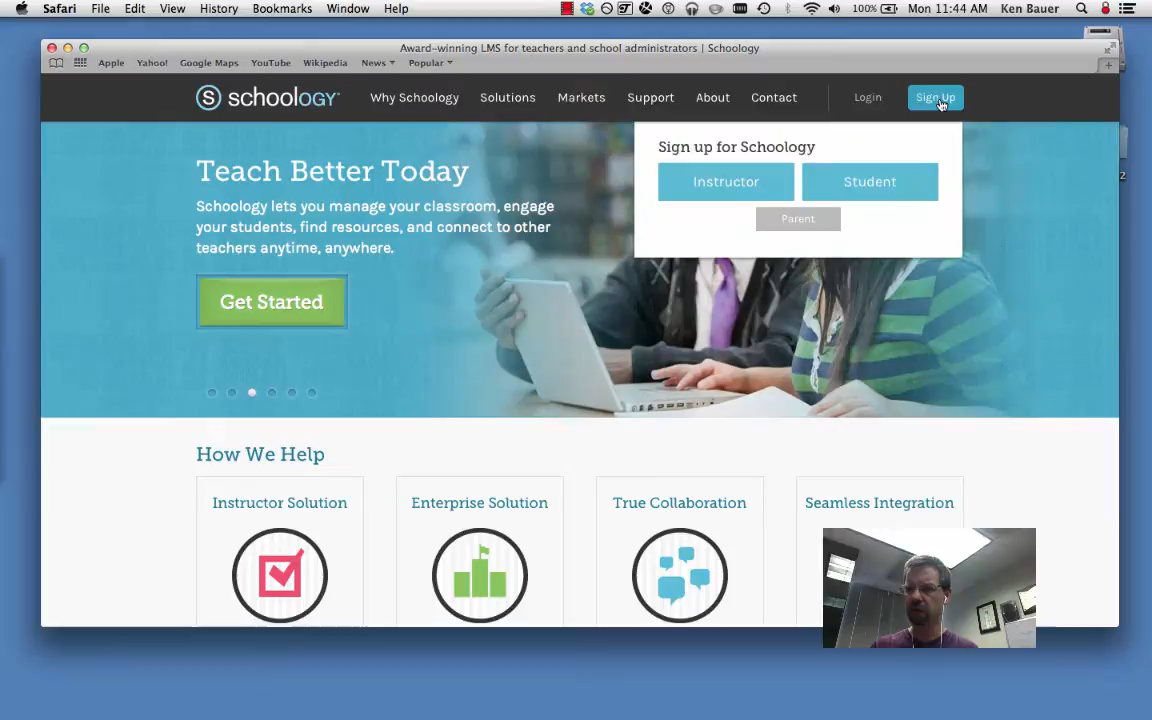 Safari File Edit View History Bookmarks Window Help 100% Mon 11:44 AM Ken Bauer
Award-winning LMS for teachers and school administrators | Schoology
Apple Yahoo! Google Maps YouTube Wikipedia News Popular
S schoology Why Schoology Solutions Markets Support About Contact Login Sign Up
Sign up for Schoology
Instructor Student
Parent
Teach Better Today
Schoology lets you manage your classroom, engage
your students, find resources, and connect to other
teachers anytime, anywhere.
Get Started
2
How We Help
Instructor Solution Enterprise Solution True Collaboration Seamless Integration